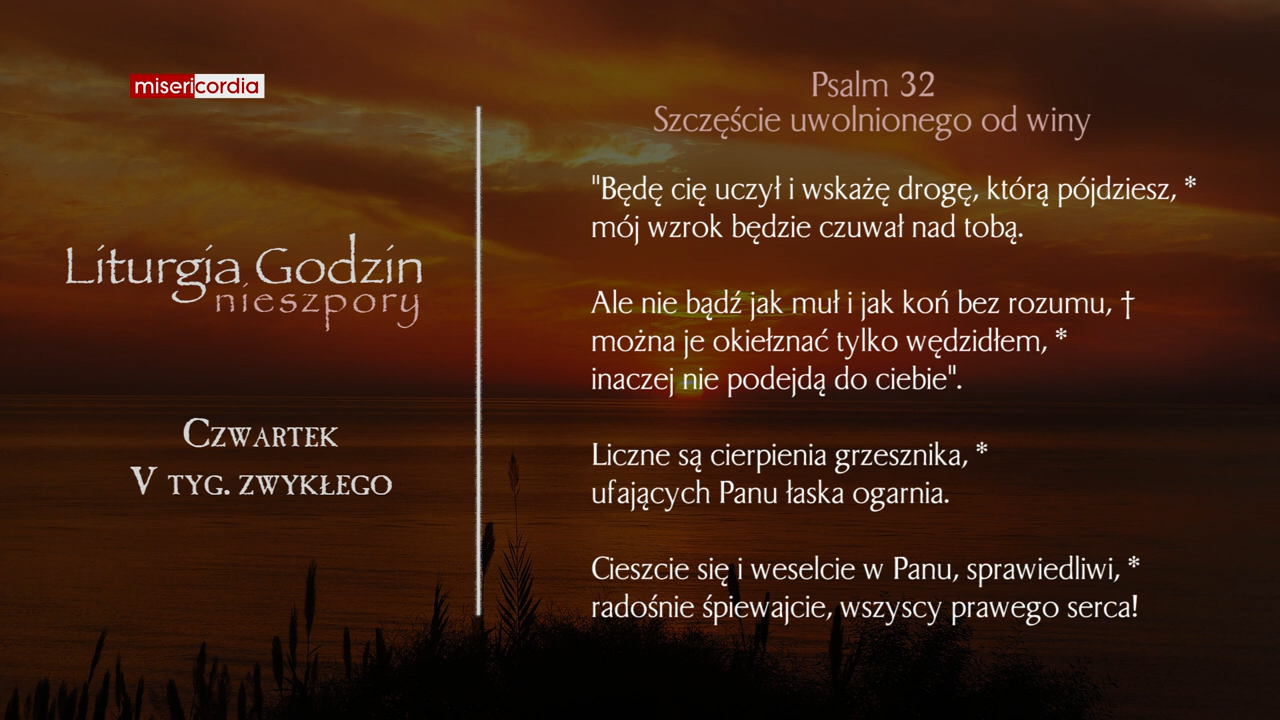 misericordia
Liturgia Godzin
nieszpory
Czwartek
V tyg. zwykłego
Psalm 32
Szczęście uwolnionego od winy
"Będę cię uczył i wskażę drogę, którą pójdziesz, *
mój wzrok będzie czuwał nad tobą.
Ale nie bądź jak muł i jak koń bez rozumu, †
można je okiełznać tylko wędzidłem, *
inaczej nie podejdą do ciebie".
Liczne są cierpienia grzesznika, *
ufających Panu łaska ogarnia.
Cieszcie się i weselcie w Panu, sprawiedliwi, *
radośnie śpiewajcie, wszyscy prawego serca!